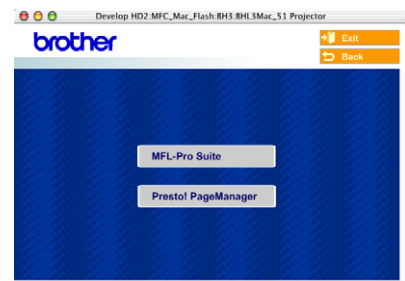 Develop HD2:MFC_Mac_Flash:BH3:BHL3Mac_S1 Projector
brother
Exit
Back
MFL-Pro Suite
Presto! PageManager